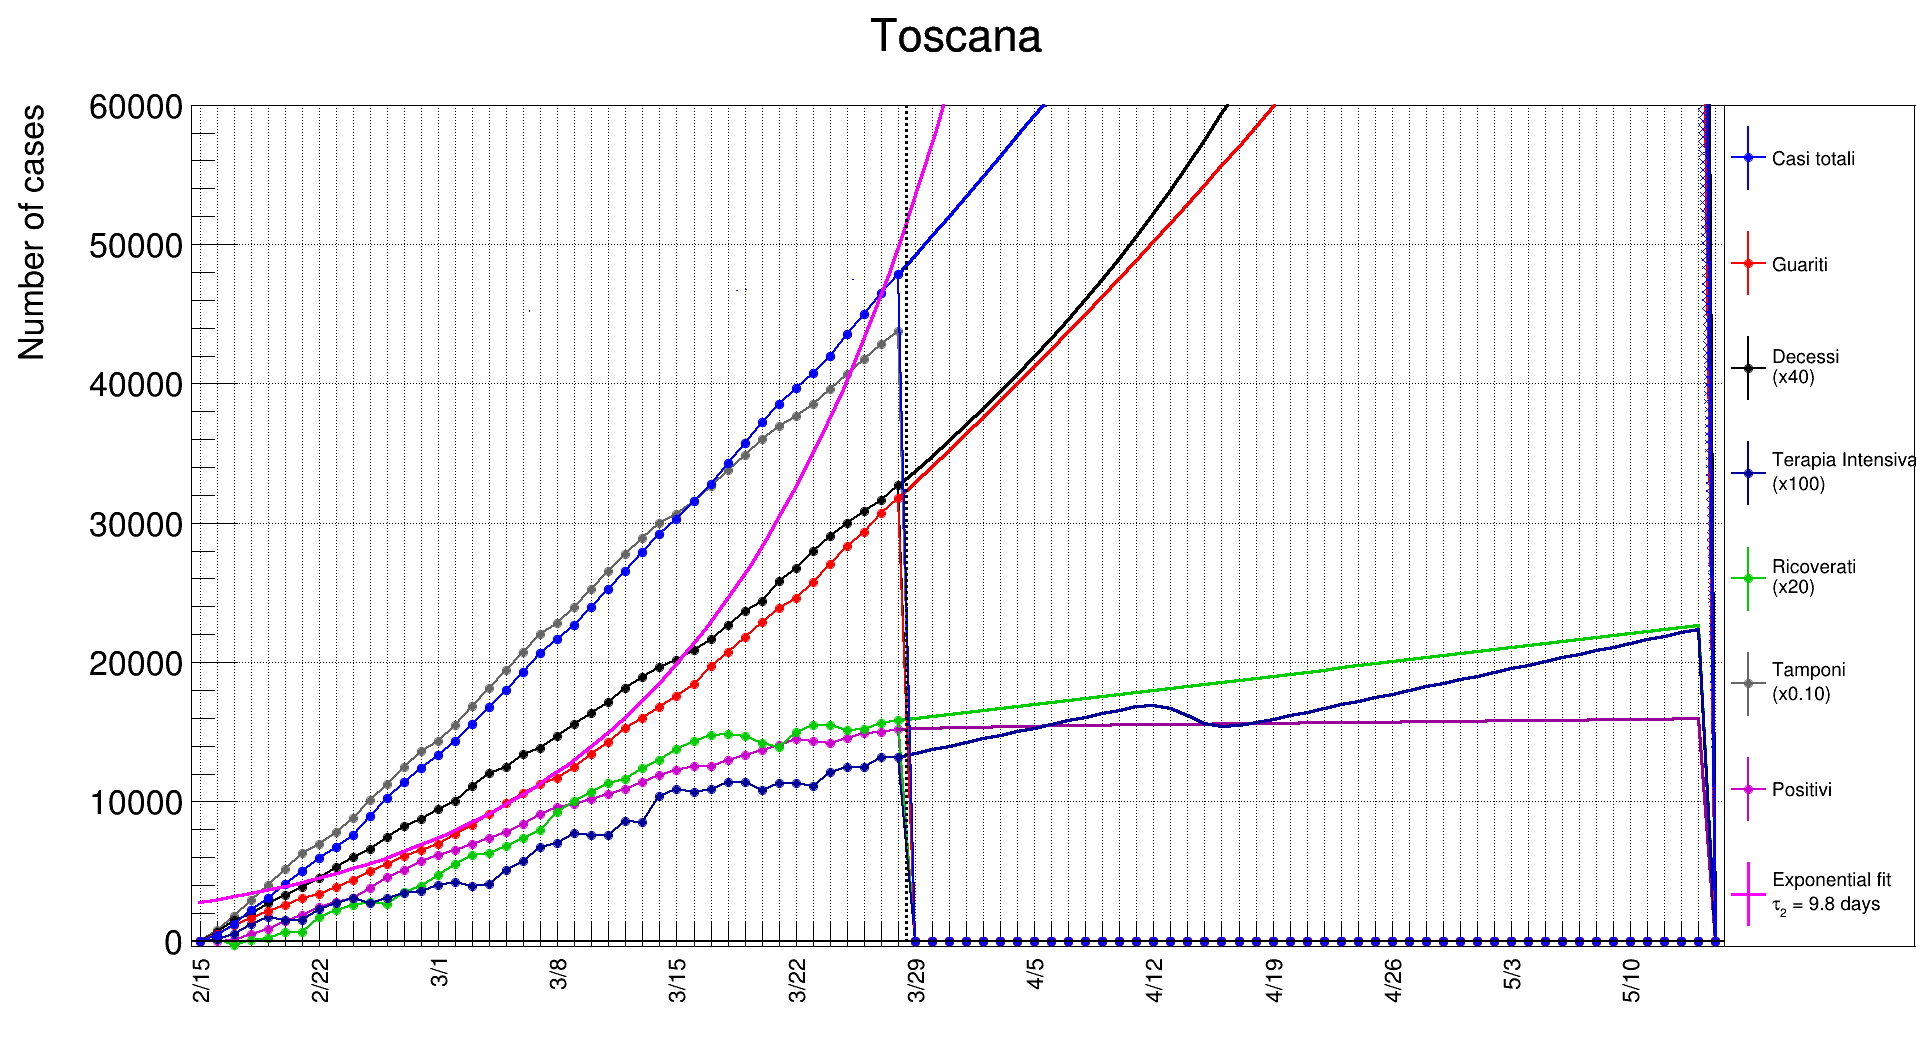 Toscana
Number of cases
60000
50000
40000
30000
20000
10000
0
2/15
2/22
3/1
3/8
3/15
3/22
3/29
4/5
4/12
4/19
4/26
5/3
5/10
Casi totali
Guariti
Decessi
(x40)
Terapia Intensiva
(x100)
Ricoverati
(x20)
Tamponi
(x0.10)
Positivi
Exponential fit
τ₂ = 9.8 days